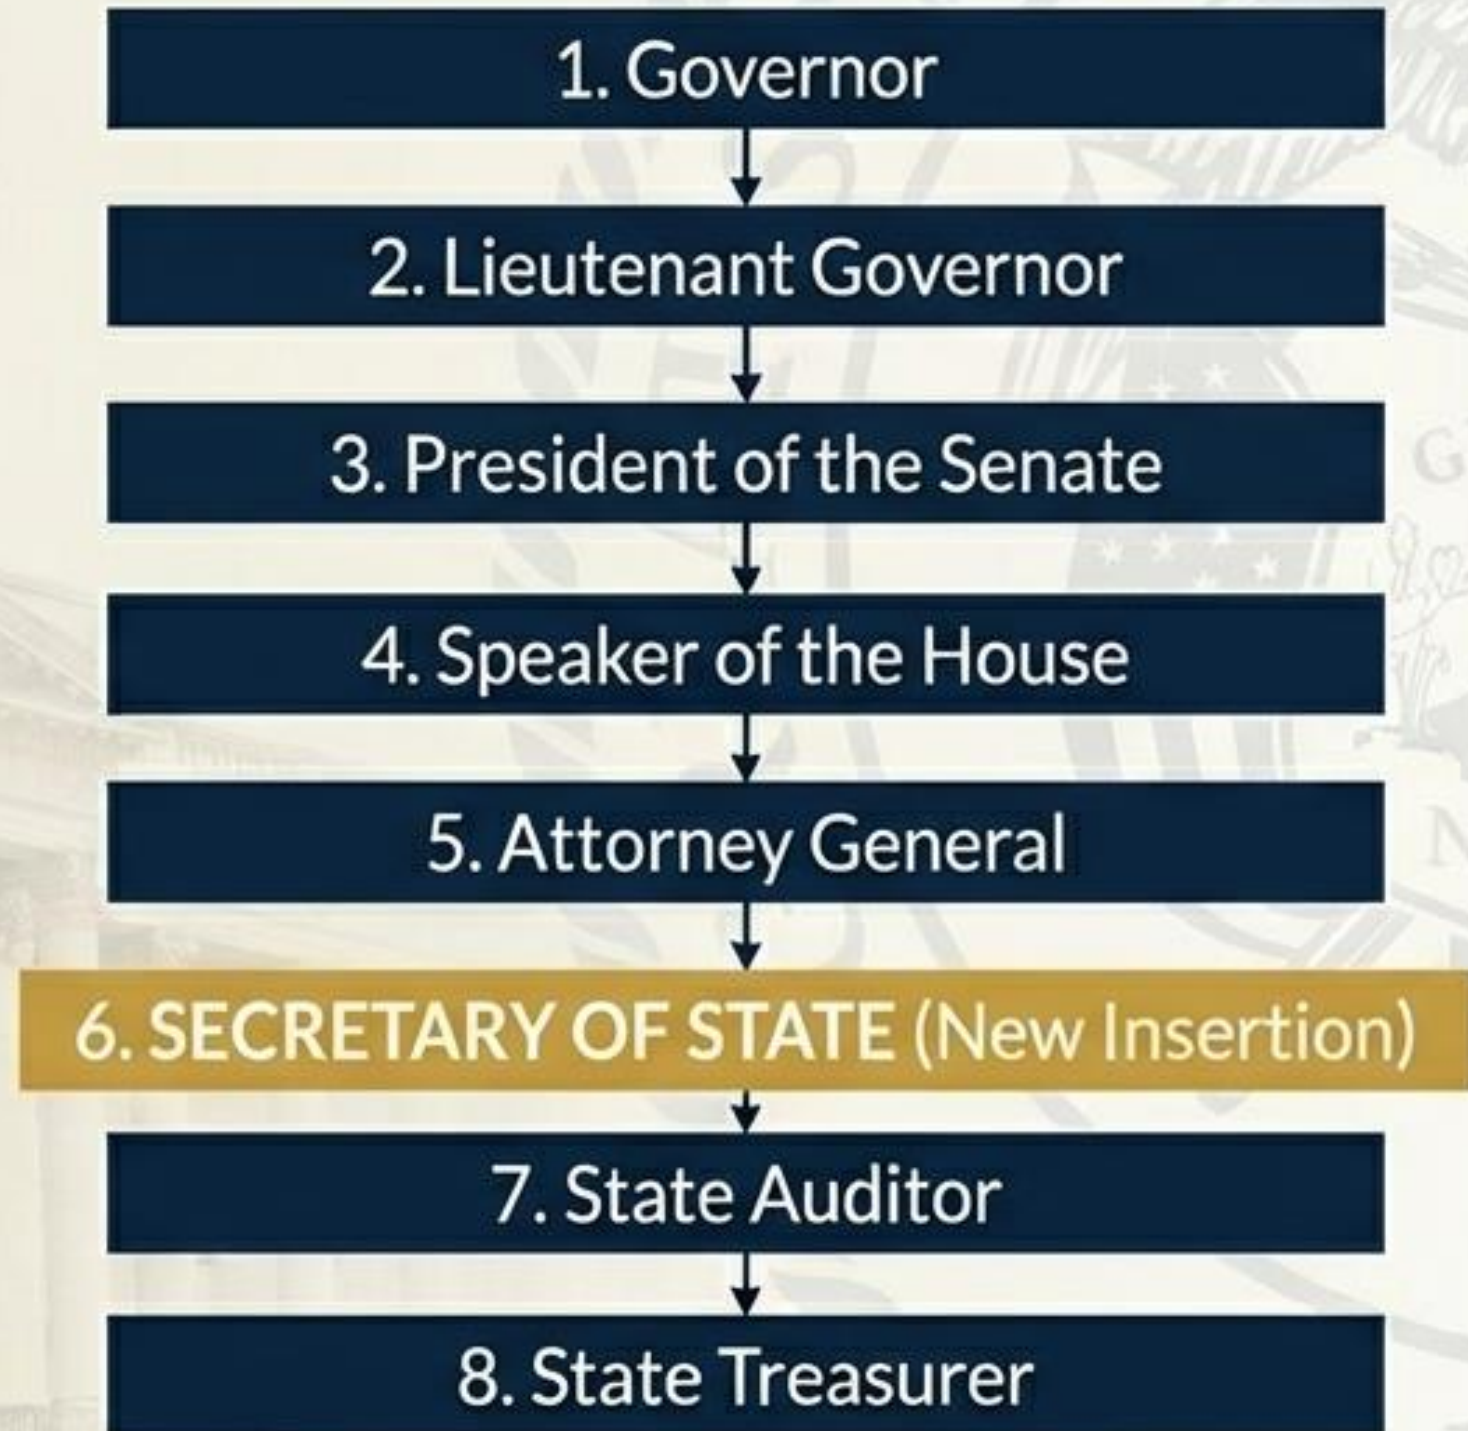 1. Governor
2. Lieutenant Governor
3. President of the Senate
4. Speaker of the House
5. Attorney General
6. SECRETARY OF STATE (New Insertion)
7. State Auditor
8. State Treasurer